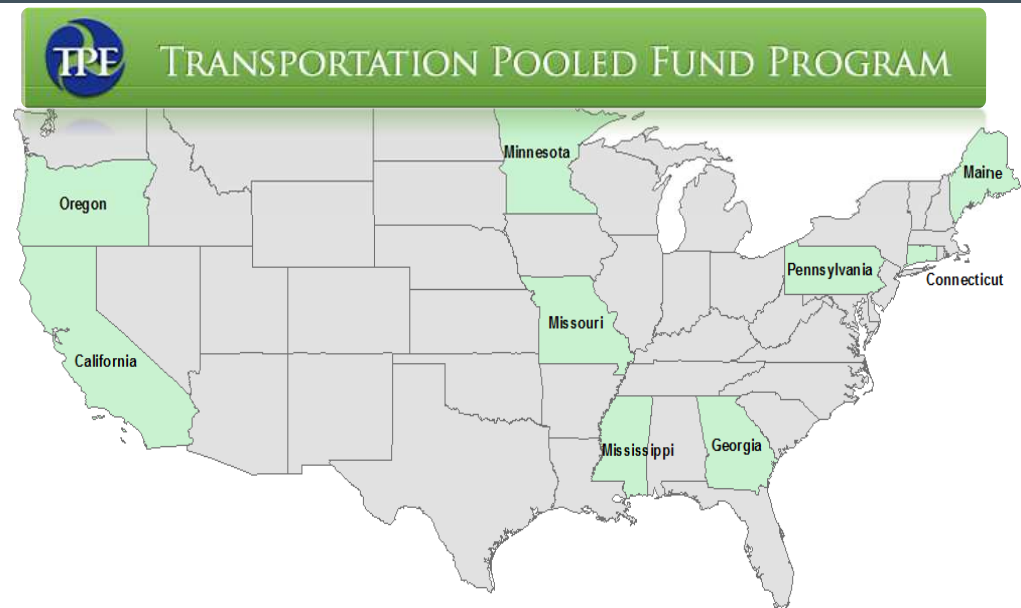 TPF
TRANSPORTATION POOLED FUND PROGRAM
Minnesota
Maine
Oregon
Pennsylvania
Connecticut
Missouri
California
Mississippi
Georgia